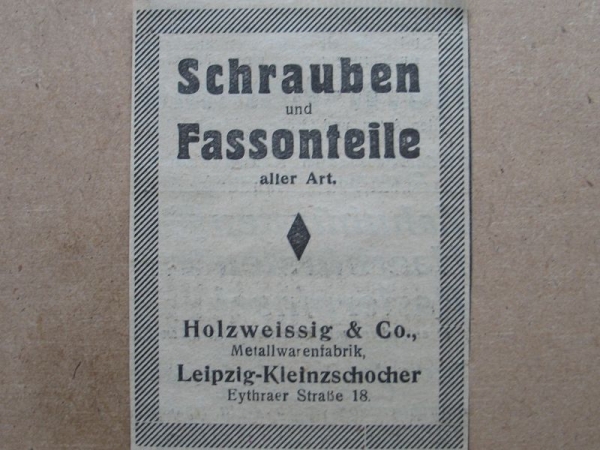 Schrauben
und
Fassonteile
aller Art.
Holzweissig & Co.,
Metallwarenfabrik,
Leipzig-Kleinzschocher
Eythraer Straße 18.